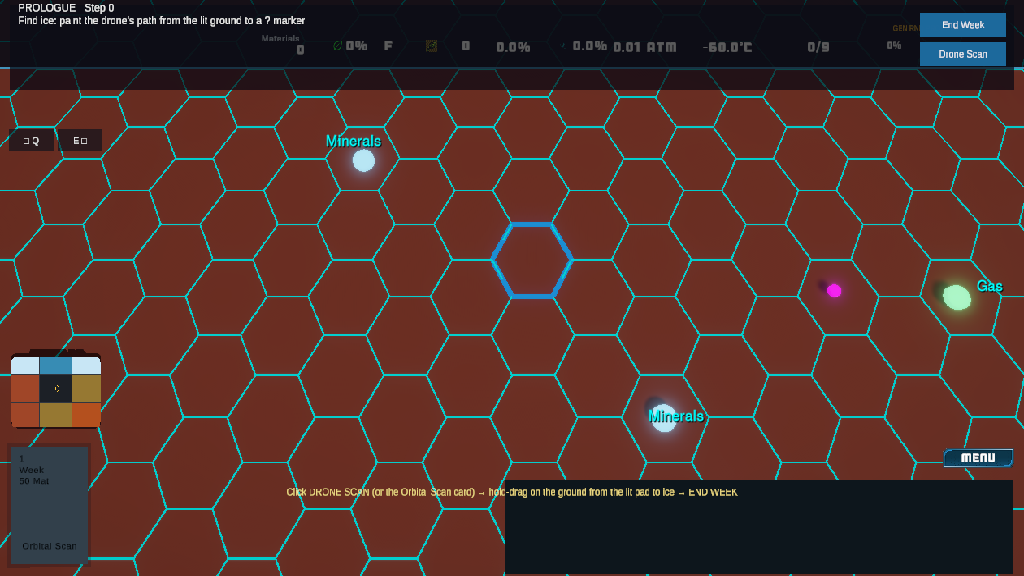 PROLOGUE Step 0
Find ice: paint the drone's path from the lit ground to a ? marker
End Week
Materials
0
0%
F
0
0.0%
0.0%
0.01 ATM
-60.0°C
0/9
0%
Drone Scan
Q
E
Minerals
Gas
Minerals
1
Week
50 Mat
Orbital Scan
MENU
Click DRONE SCAN (or the Orbital Scan card) → hold-drag on the ground from the lit pad to ice → END WEEK